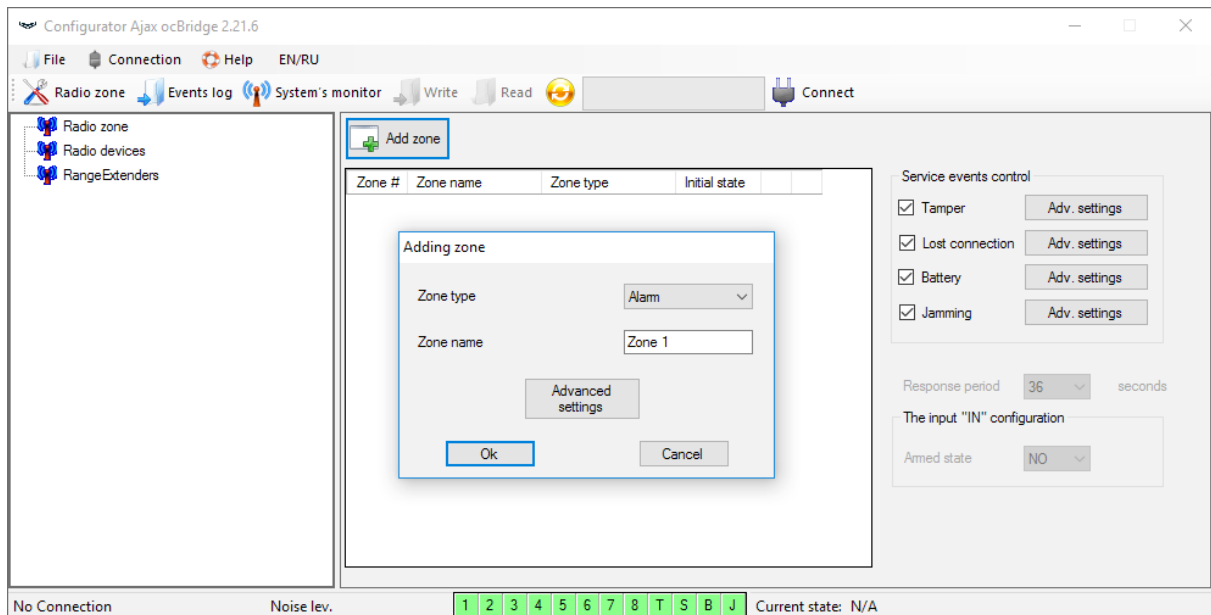 Configurator Ajax ocBridge 2.21.6
File Connection Help EN/RU
Radio zone Events log System's monitor Write Read Connect
Radio zone
Radio devices
RangeExtenders
Add zone
Zone # Zone name Zone type Initial state
Adding zone
Zone type Alarm
Zone name Zone 1
Advanced
settings
Ok Cancel
Service events control
Tamper Adv. settings
Lost connection Adv. settings
Battery Adv. settings
Jamming Adv. settings
Response period 36 seconds
The input "IN" configuration
Armed state NO
No Connection Noise lev. 1 2 3 4 5 6 7 8 T S B J Current state: N/A